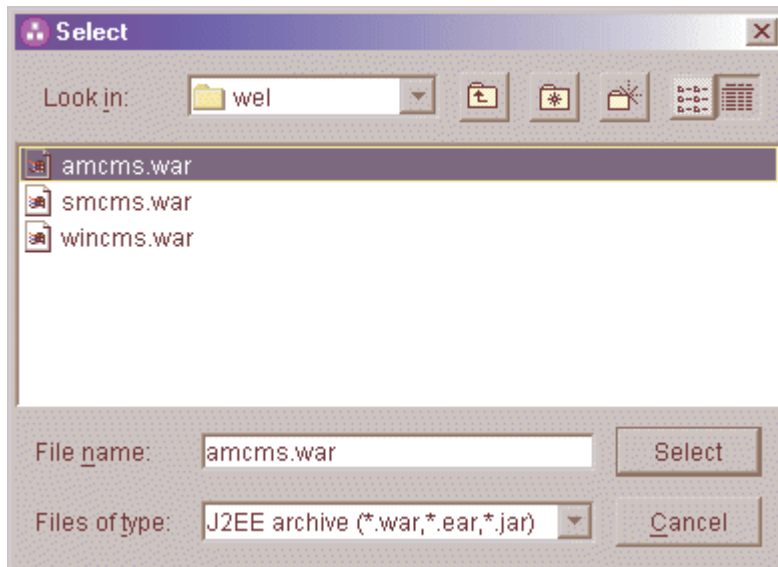 Select
Look in: wel
amcms.war
smcms.war
wincms.war
File name: amcms.war Select
Files of type: J2EE archive (*.war,*.ear,*.jar) Cancel